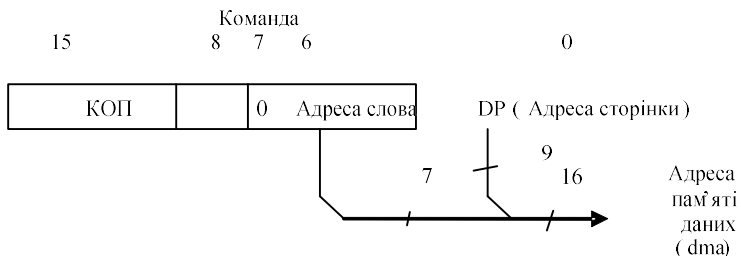 Команда
15 8 7 6 0
КОП 0 Адреса слова DP ( Адреса сторінки )
9
7 16 Адреса
пам’яті
даних
( dma)